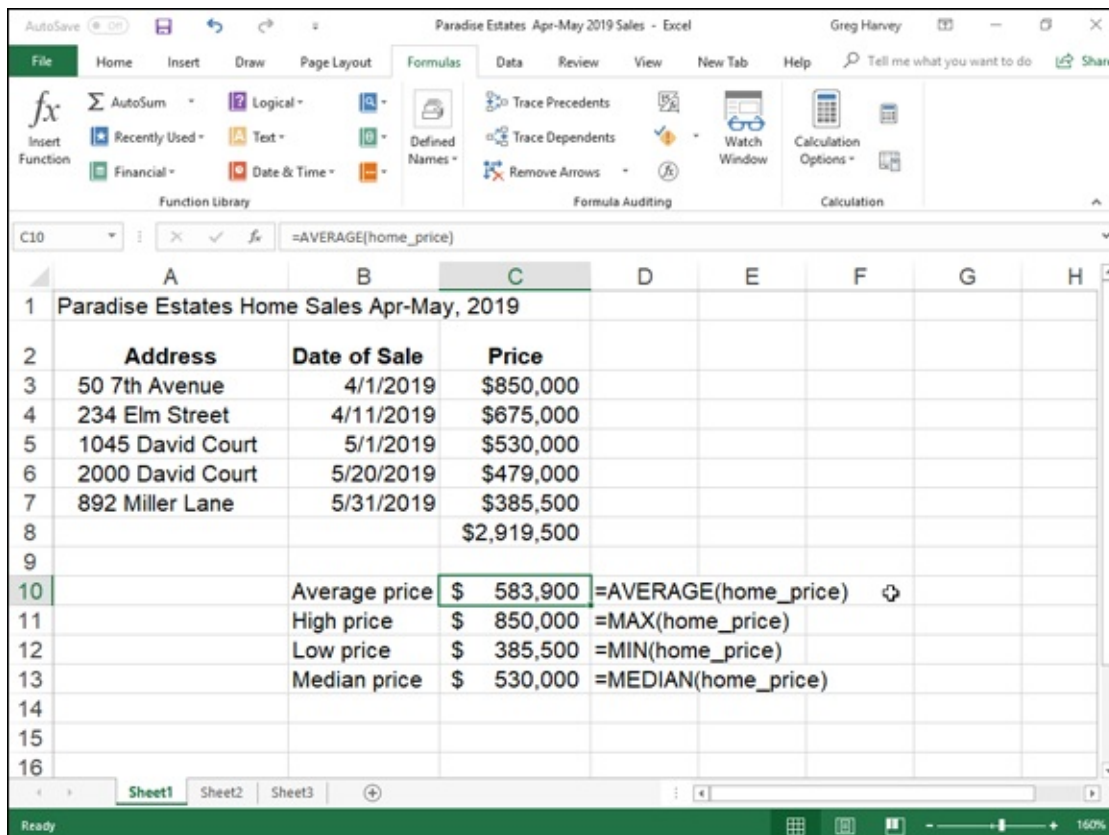 AutoSave Off Paradise Estates Apr-May 2019 Sales - Excel Greg Harvey
File Home Insert Draw Page Layout Formulas Data Review View New Tab Help Tell me what you want to do Shar
fx Insert Function
Σ AutoSum
Recently Used
Financial
Logical
Text
Date & Time
Function Library
Defined Names
Trace Precedents
Trace Dependents
Remove Arrows
fx
Watch Window
Formula Auditing
Calculation Options
Calculation
C10 fx =AVERAGE(home_price)
A B C D E F G H
1 Paradise Estates Home Sales Apr-May, 2019
2 Address Date of Sale Price
3 50 7th Avenue 4/1/2019 $850,000
4 234 Elm Street 4/11/2019 $675,000
5 1045 David Court 5/1/2019 $530,000
6 2000 David Court 5/20/2019 $479,000
7 892 Miller Lane 5/31/2019 $385,500
8 $2,919,500
9
10 Average price $ 583,900 =AVERAGE(home_price)
11 High price $ 850,000 =MAX(home_price)
12 Low price $ 385,500 =MIN(home_price)
13 Median price $ 530,000 =MEDIAN(home_price)
14
15
16
Sheet1 Sheet2 Sheet3
Ready 160%